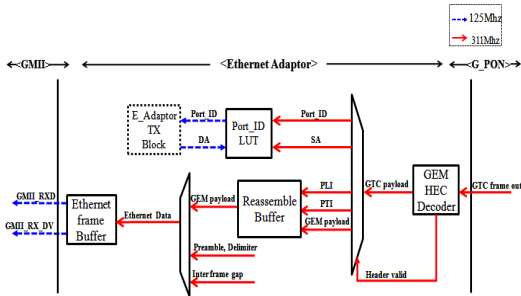 125Mhz
311Mhz
<GMII>
<Ethernet Adaptor>
<G_PON>
E_Adaptor
TX
Block
Port_ID
DA
Port_ID
LUT
Port_ID
SA
GMII_RXD
GMII_RX_DV
Ethernet
frame
Buffer
Ethernet Data
GEM payload
Reassemble
Buffer
PLI
PTI
GEM payload
GTC payload
GEM
HEC
Decoder
GTC frame out
Preamble, Delimiter
Interframe gap
Header valid